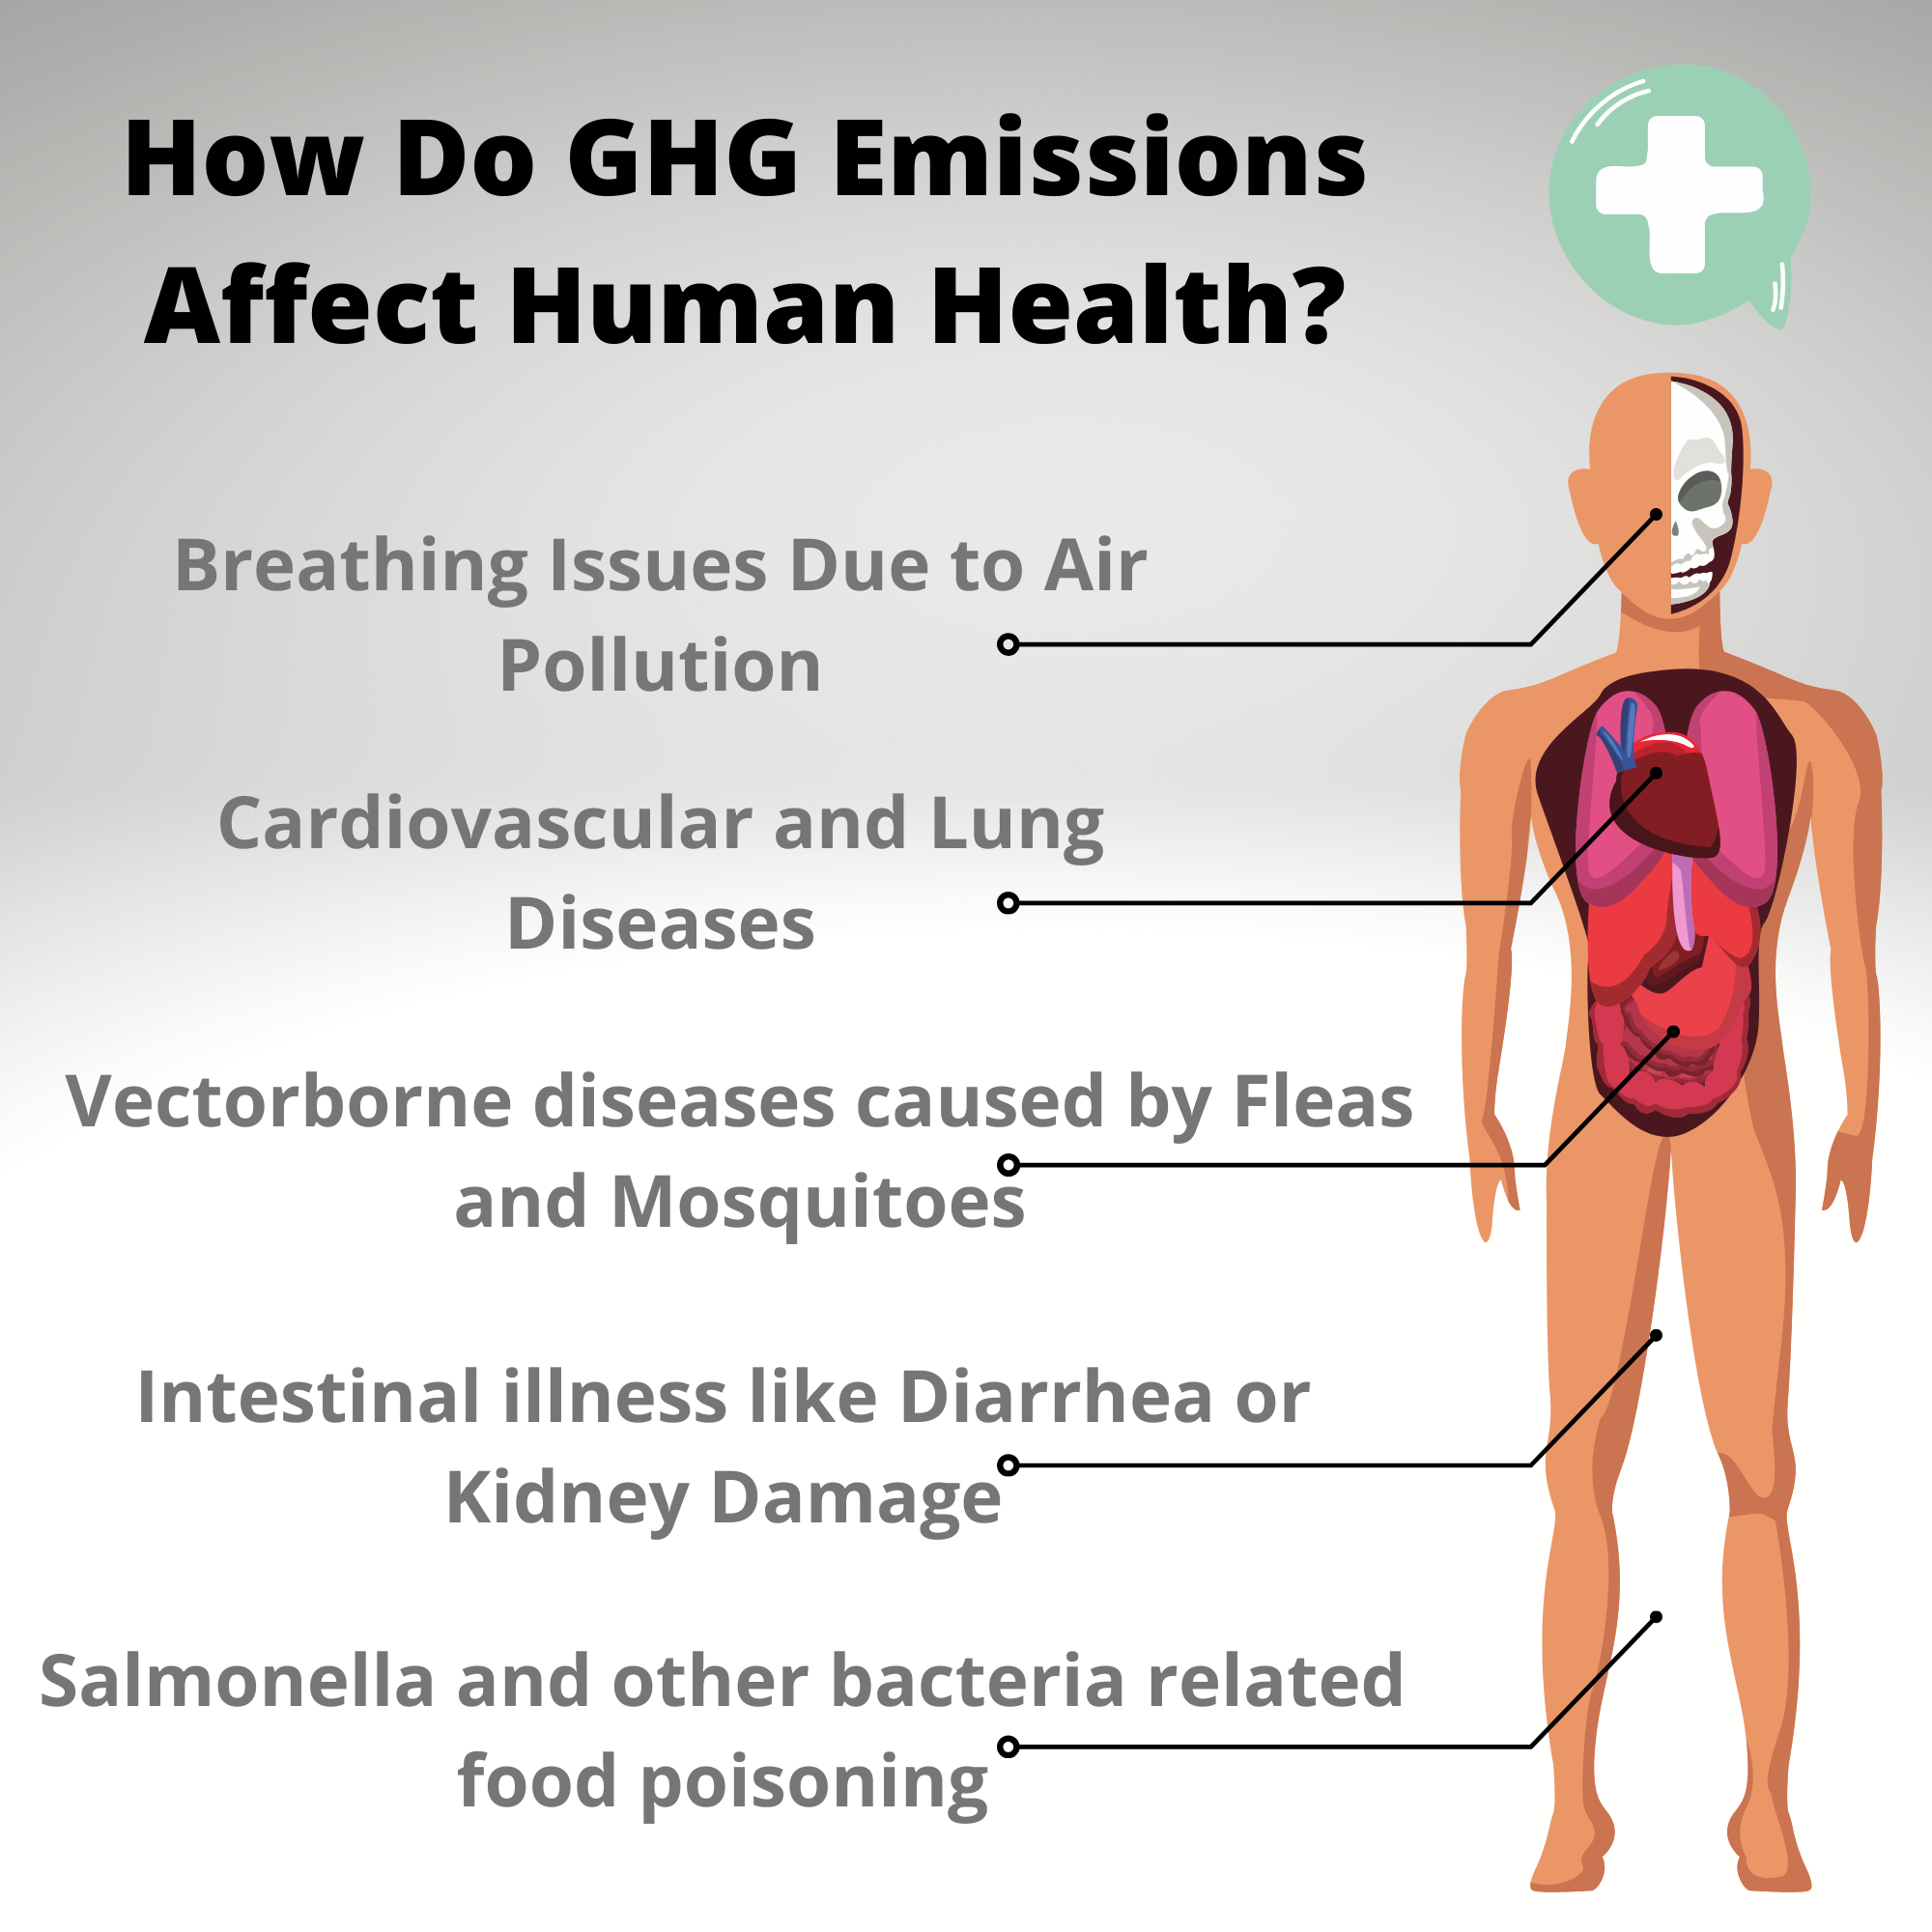 How Do GHG Emissions
Affect Human Health?
Breathing Issues Due to Air
Pollution
Cardiovascular and Lung
Diseases
Vectorborne diseases caused by Fleas
and Mosquitoes
Intestinal illness like Diarrhea or
Kidney Damage
Salmonella and other bacteria related
food poisoning